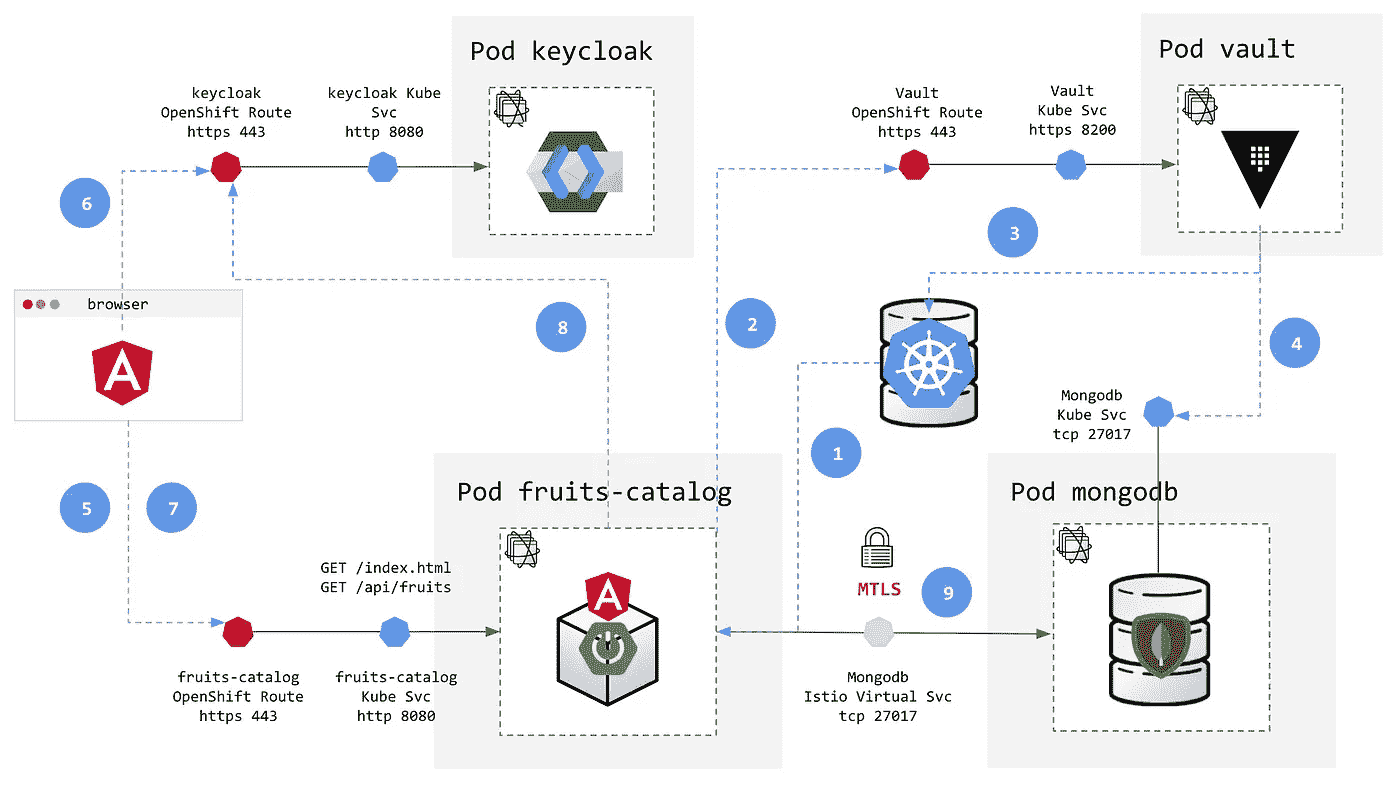 Pod keycloak
Pod vault
keycloak
OpenShift Route
https 443
keycloak Kube
Svc
http 8080
Vault
OpenShift Route
https 443
Vault
Kube Svc
https 8200
6
3
browser
A
8
2
4
Mongodb
Kube Svc
tcp 27017
1
5
7
Pod fruits-catalog
Pod mongodb
GET /index.html
GET /api/fruits
A
MTLS
9
fruits-catalog
OpenShift Route
https 443
fruits-catalog
Kube Svc
http 8080
Mongodb
Istio Virtual Svc
tcp 27017